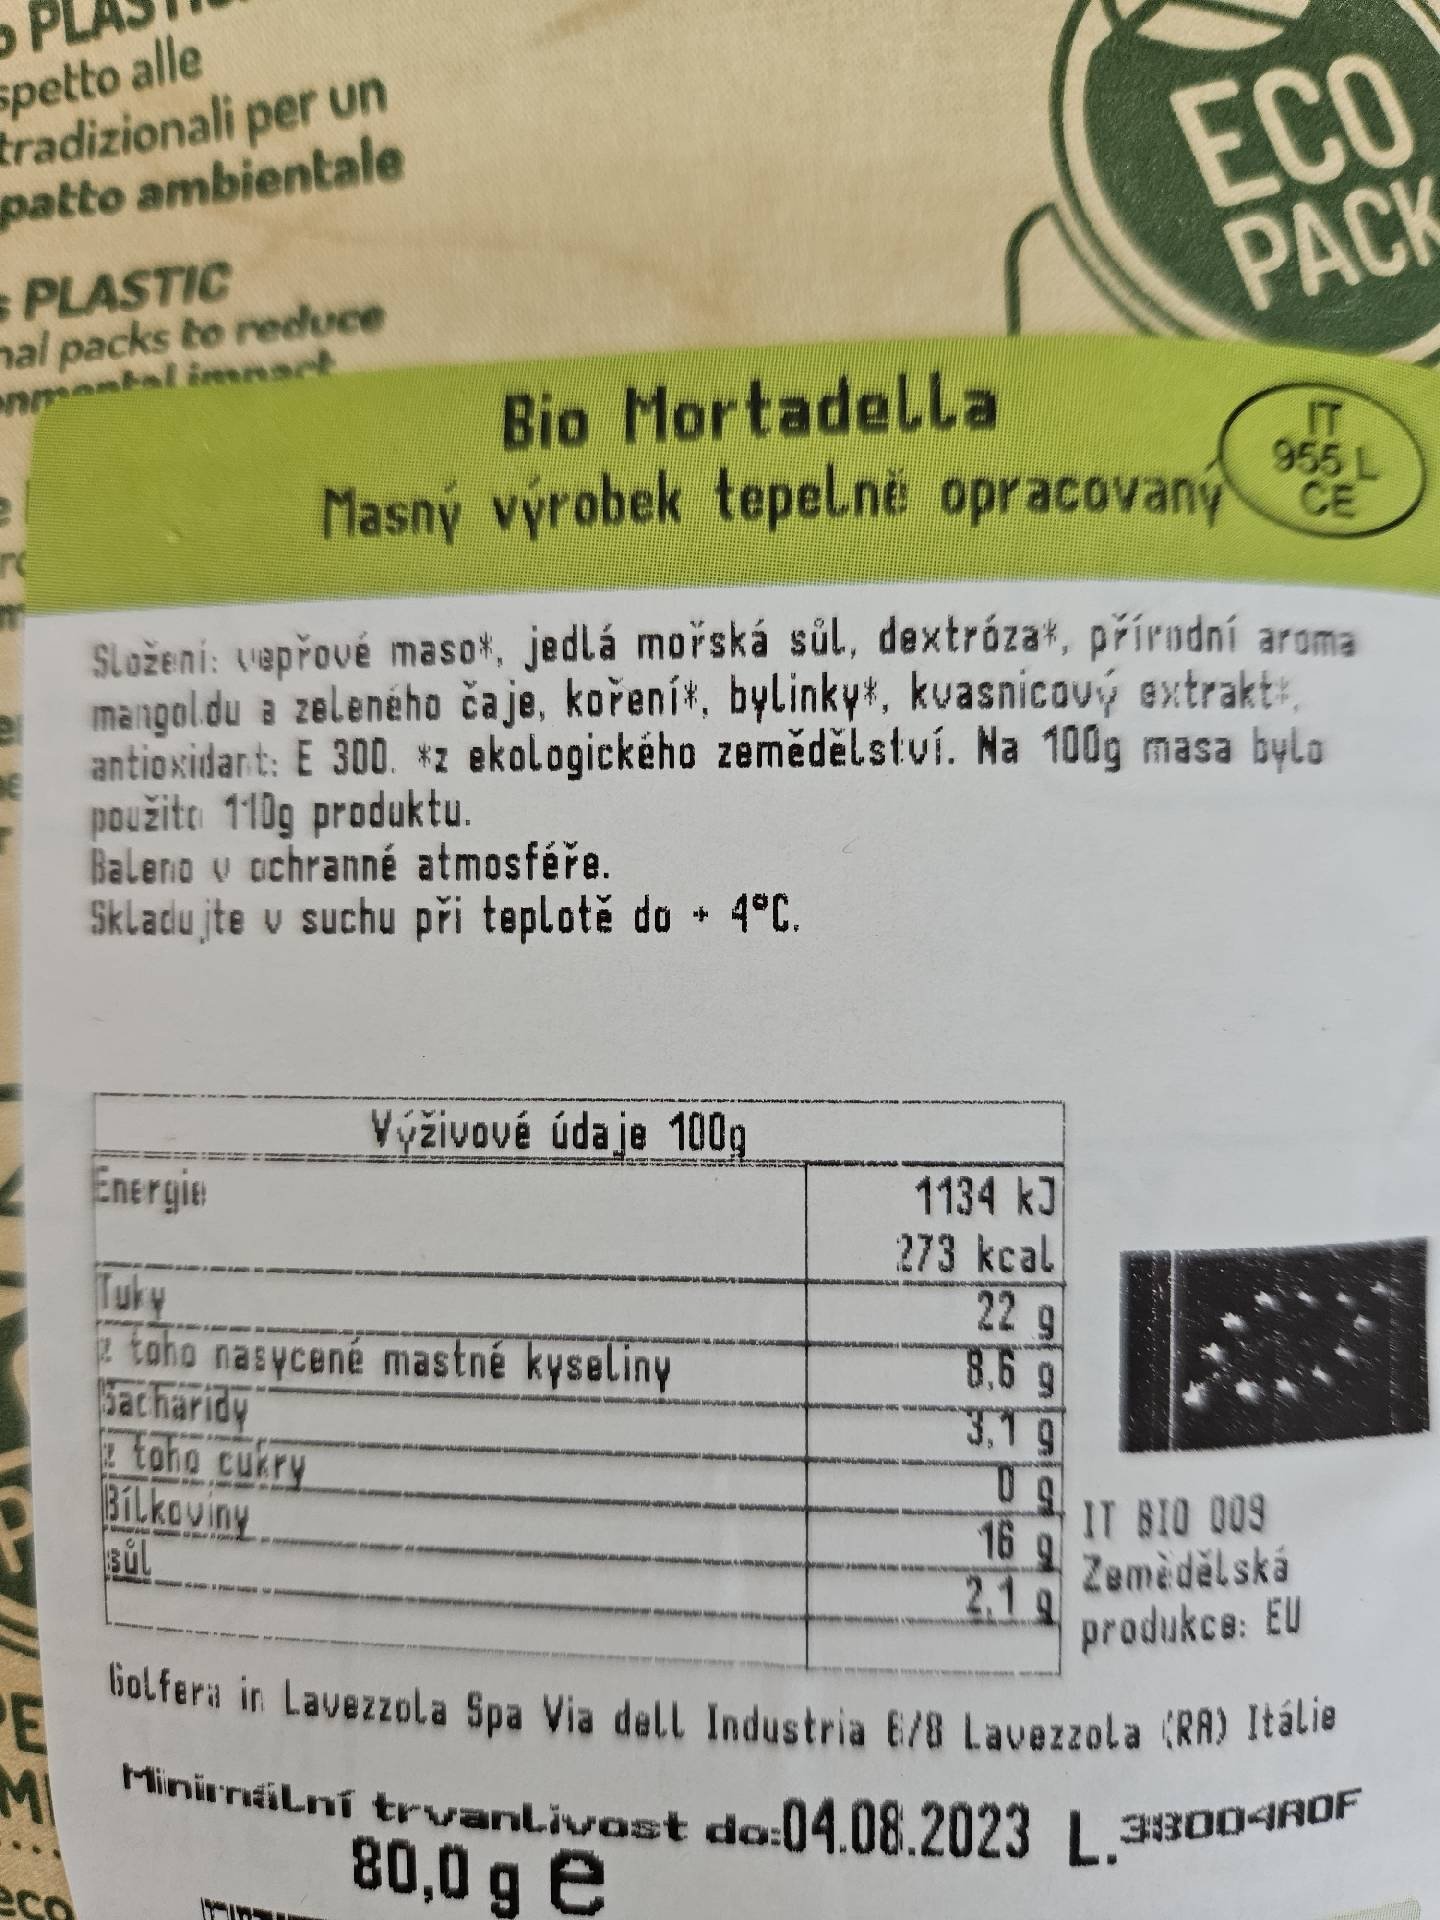 PLASTIC
spetto alle
tradizionali per un
patto ambientale
PLASTIC
nal packs to reduce
ECO
PACK
Bio Mortadella
Masný výrobek tepelně opracovaný
IT
955 L
CE
Složení: vepřové maso*, jedlá mořská sůl, dextróza*, přírodní aroma
mangoldu a zeleného čaje, koření*, bylinky*, kvasnicový extrakt*,
antioxidant: E 300. *z ekologického zemědělství. Na 100g masa bylo
použito 110g produktu.
Baleno v ochranné atmosféře.
Skladujte v suchu při teplotě do + 4°C.
Výživové údaje 100g
Energie 1134 kJ
273 kcal
Tuky 22 g
z toho nasycené mastné kyseliny 8,6 g
Sacharidy 3,1 g
z toho cukry 0 g
Bílkoviny 16 g
sůl 2,1 g
IT BIO 009
Zemědělská
produkce: EU
Golfera in Lavezzola Spa Via dell Industria 6/8 Lavezzola (RA) Itálie
Minimální trvanlivost do:04.08.2023 L.38004AOF
80,0 g e
eco